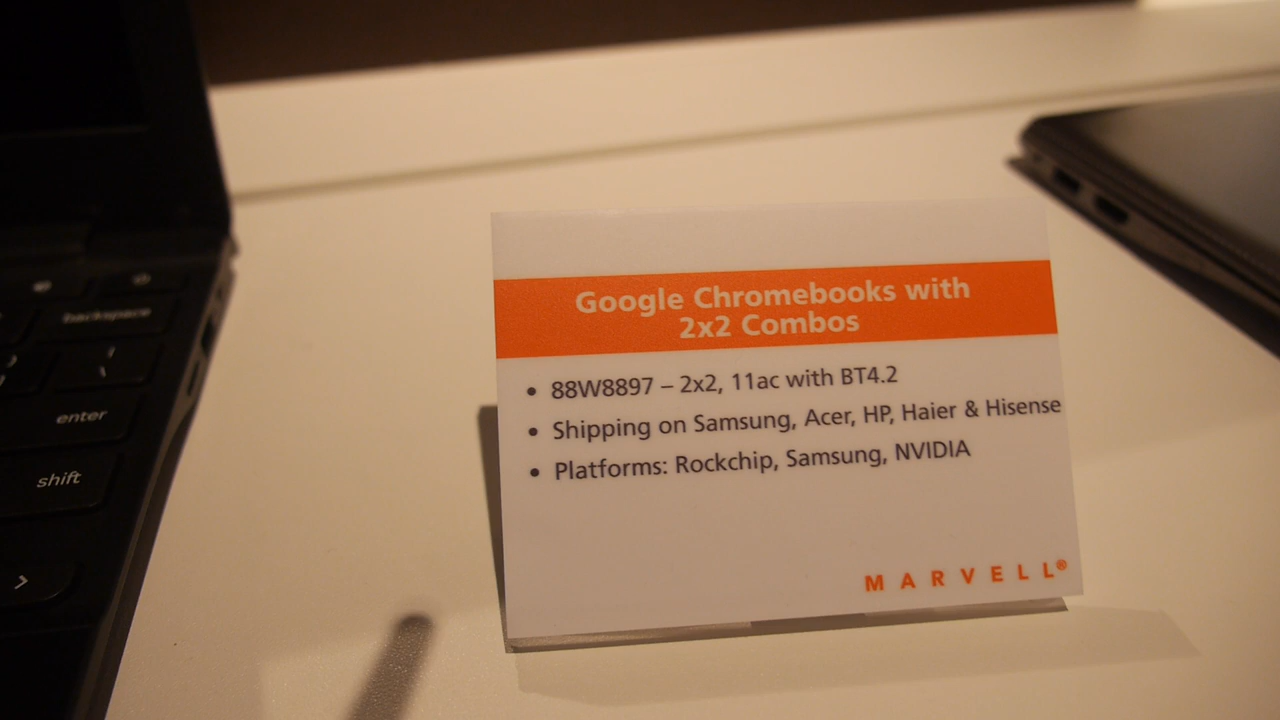 Google Chromebooks with
2x2 Combos
• 88W8897 – 2x2, 11ac with BT4.2
• Shipping on Samsung, Acer, HP, Haier & Hisense
• Platforms: Rockchip, Samsung, NVIDIA
MARVELL®
backspace
enter
shift